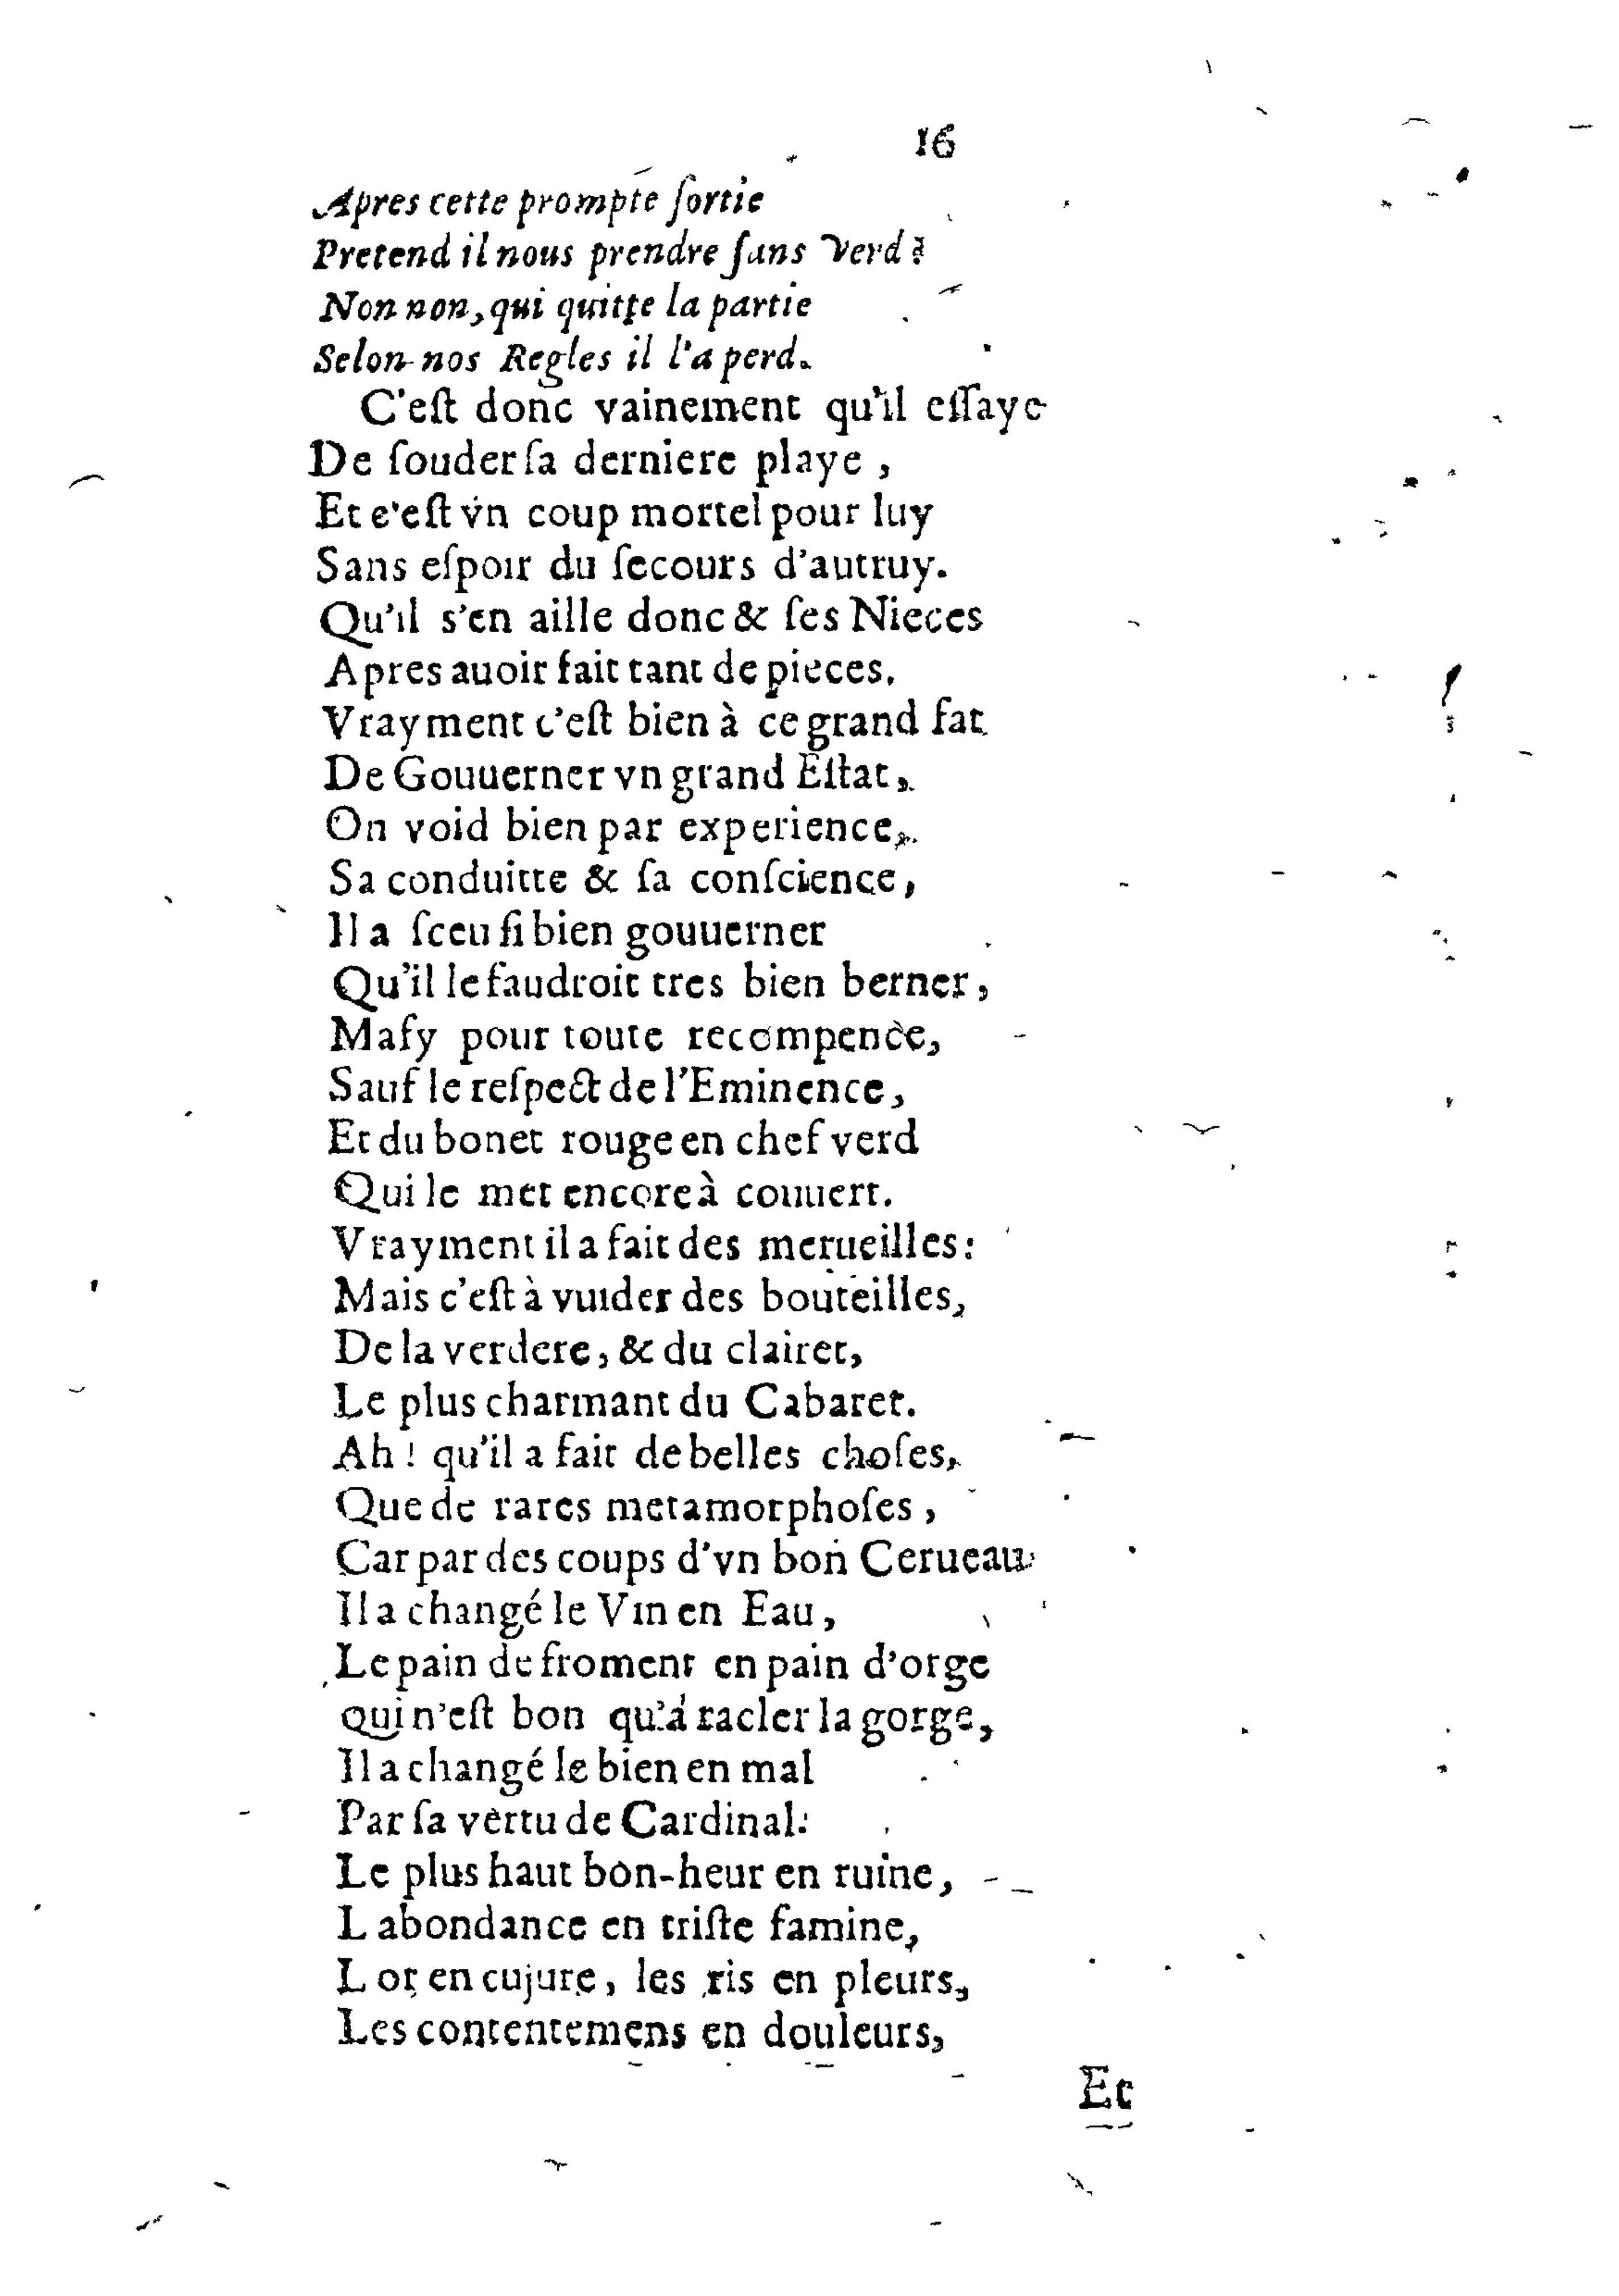 16
Apres cette prompte ſortie
Pretend il nous prendre ſans verd?
Non non, qui quitte la partie
Selon nos Regles il l'a perd.
C'eſt donc vainement qu'il eſſaye
De ſouder ſa derniere playe ,
Et c'eſt vn coup mortel pour luy
Sans eſpoir du ſecours d'autruy.
Qu'il s'en aille donc & ſes Nieces
Apres auoir fait tant de pieces.
Vrayment c'eſt bien à ce grand fat
De Gouuerner vn grand Eſtat,
On void bien par experience,
Sa conduitte & ſa conſcience,
Il a ſceu ſi bien gouuerner
Qu'il le faudroit tres bien berner,
Mafy pour toute recompence,
Sauf le reſpect de l'Eminence,
Et du bonet rouge en chef verd
Qui le met encore à couuert.
Vrayment il a fait des merueilles:
Mais c'eſt à vuider des bouteilles,
De la verdere, & du clairet,
Le plus charmant du Cabaret.
Ah ! qu'il a fait de belles choſes,
Que de rares metamorphoſes ,
Car par des coups d'vn bon Cerueau
Il a changé le Vin en Eau,
Le pain de froment en pain d'orge
qui n'eſt bon qu'à racler la gorge,
Il a changé le bien en mal
Par ſa vertu de Cardinal:
Le plus haut bon-heur en ruine,
L abondance en triſte famine,
L or en cujure, les ris en pleurs,
Les contentemens en douleurs,
Et